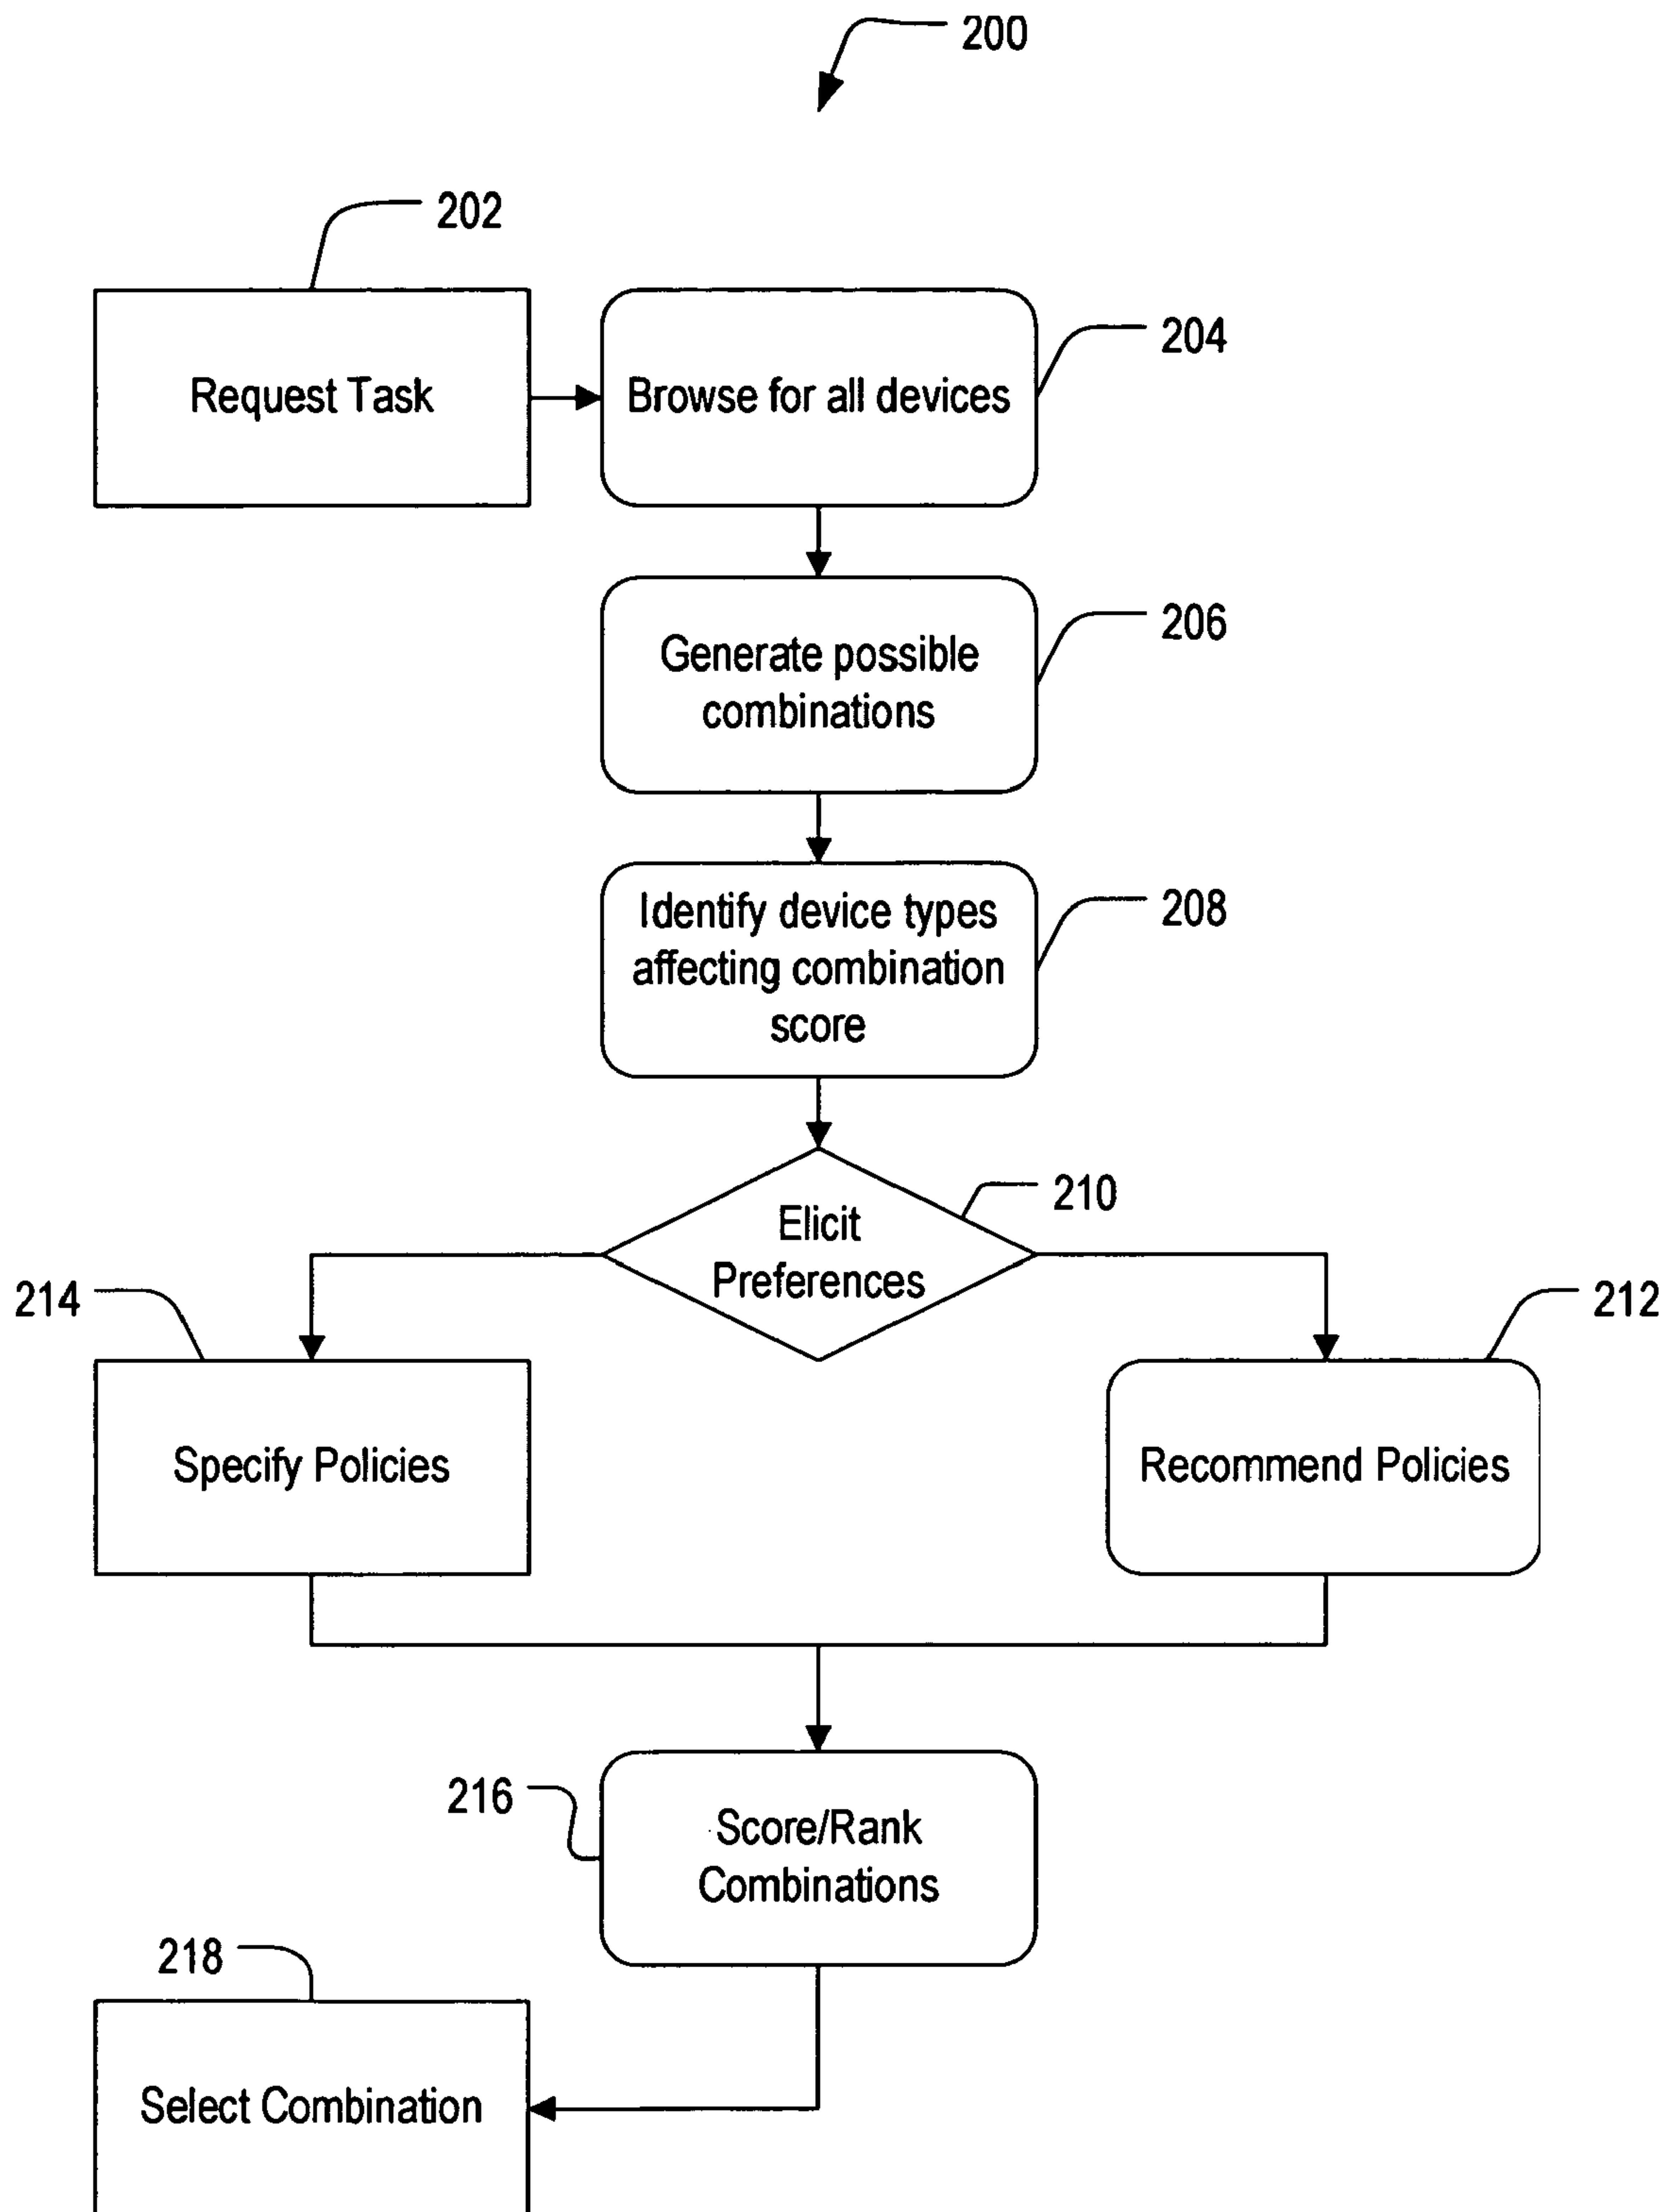 200
202
204
Request Task
Browse for all devices
206
Generate possible
combinations
208
Identify device types
affecting combination
score
210
Elicit
Preferences
214
212
Specify Policies
Recommend Policies
216
Score/Rank
Combinations
218
Select Combination